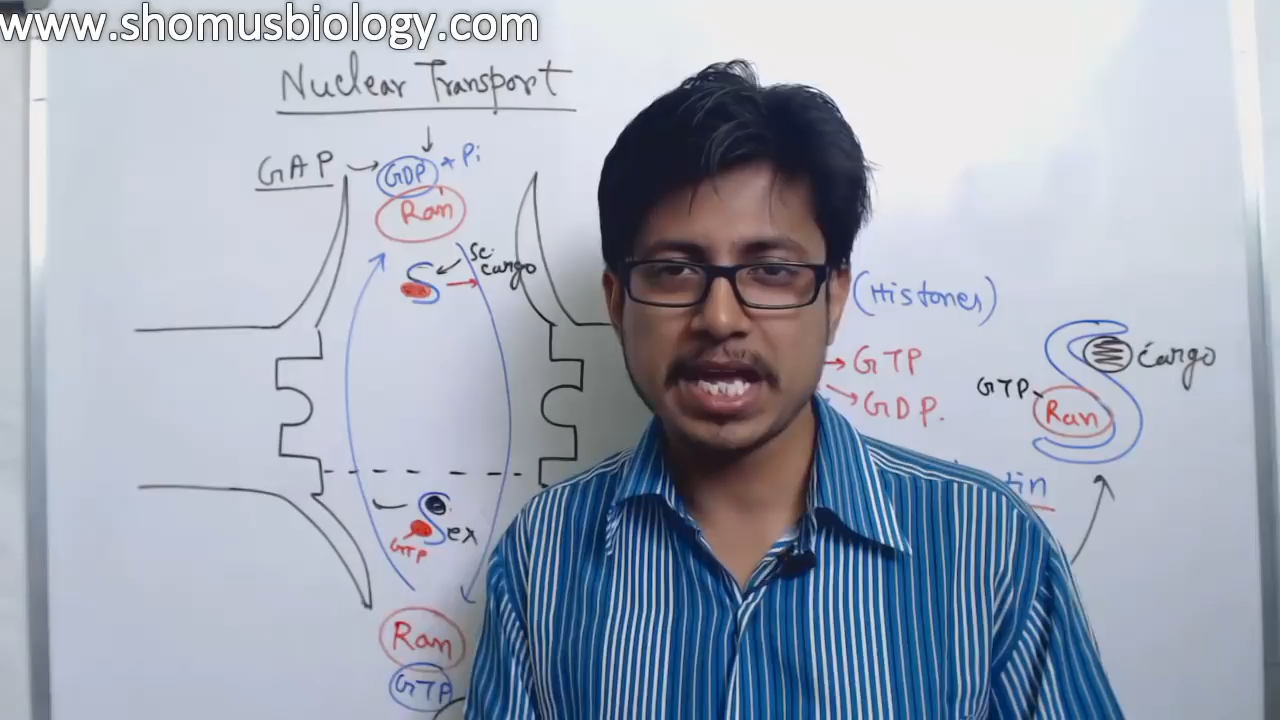 www.shomusbiology.com
Nuclear Transport
GAP
GDP + Pi
Ran
Sc.
cargo
(Histones)
GTP
GDP.
cargo
GTP
Ran
tin
ex
GTP
Ran
GTP